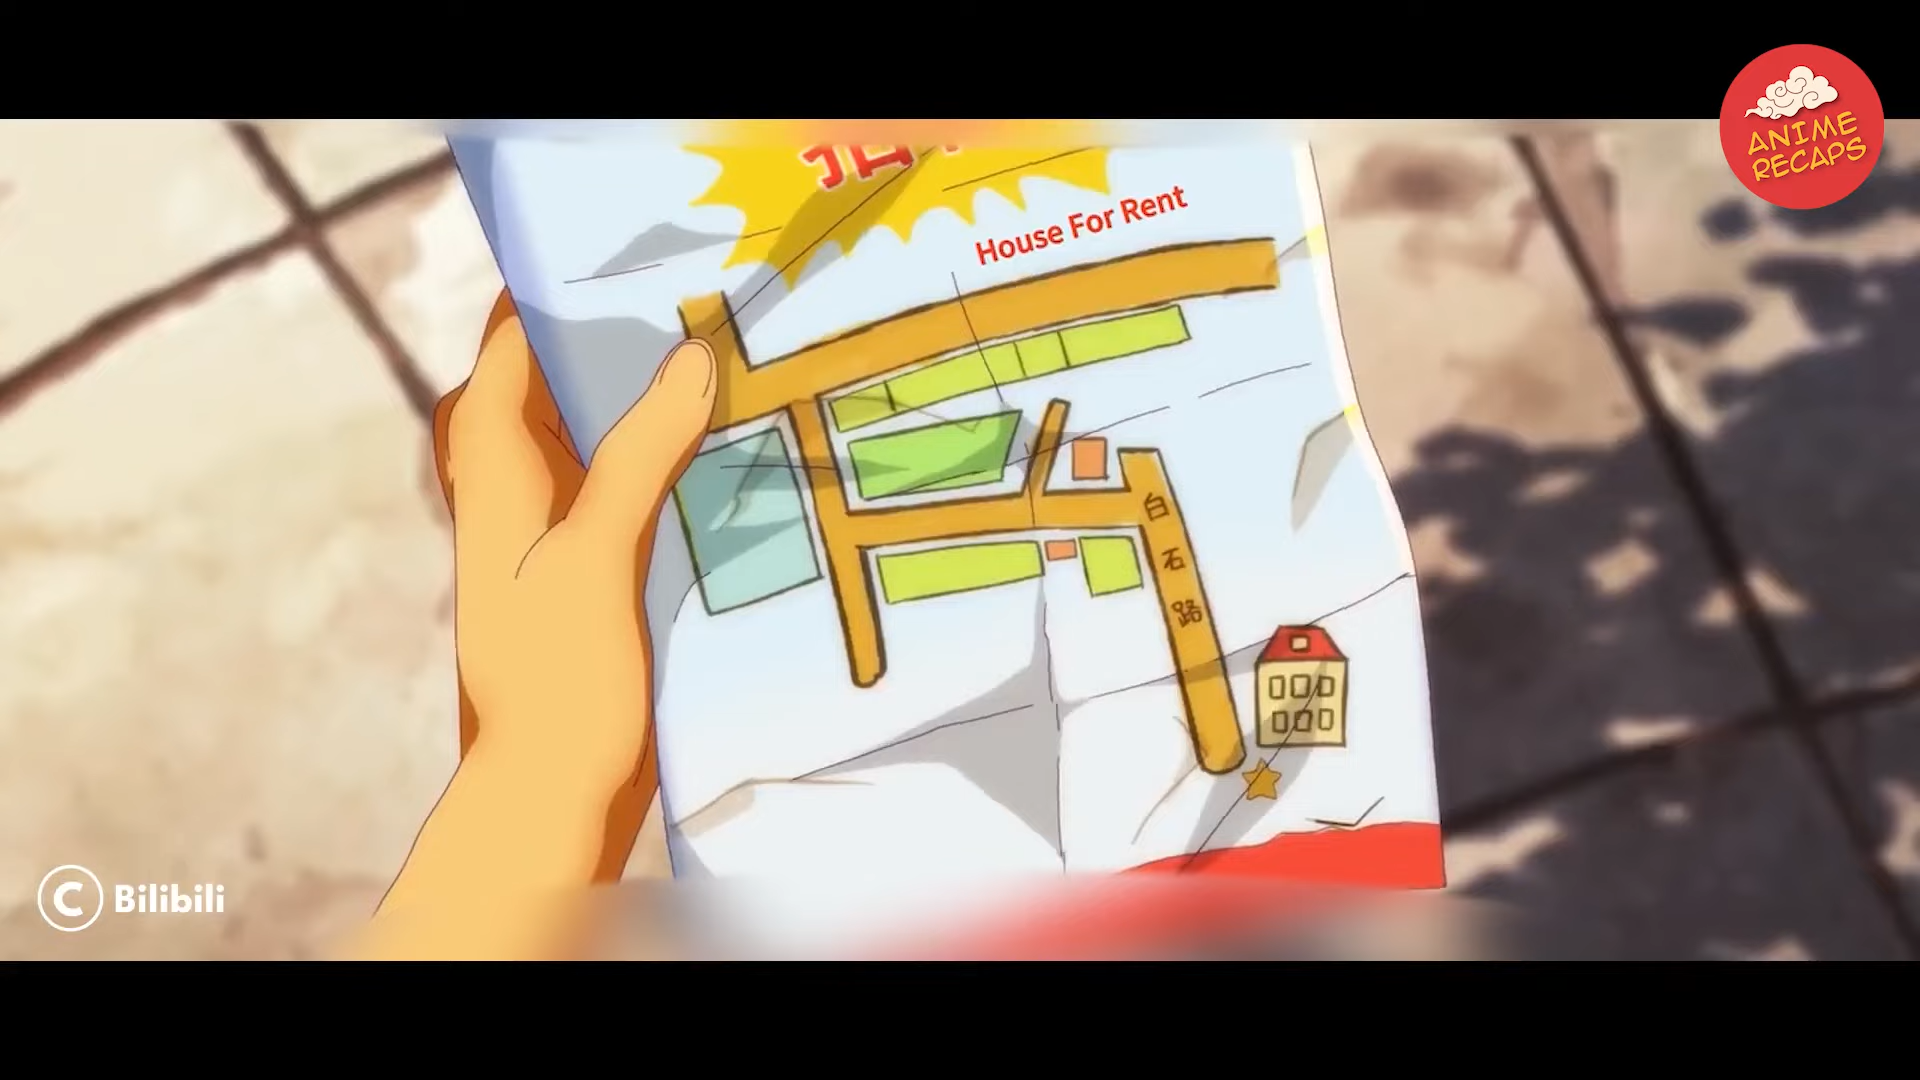 ANIME
RECAPS
House For Rent
白
石
路
C Bilibili